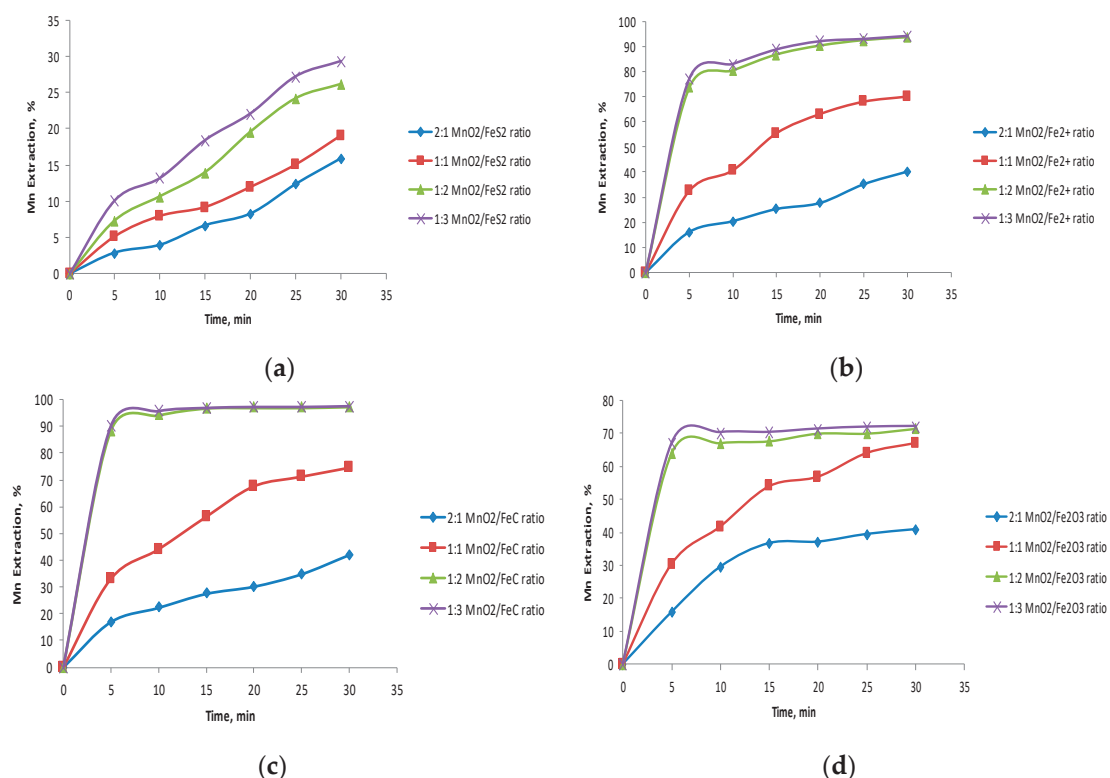 Mn Extraction, %
35
30
25
20
15
10
5
0
0 5 10 15 20 25 30 35
Time, min
2:1 MnO2/FeS2 ratio
1:1 MnO2/FeS2 ratio
1:2 MnO2/FeS2 ratio
1:3 MnO2/FeS2 ratio
(a)
Mn Extraction, %
100
90
80
70
60
50
40
30
20
10
0
0 5 10 15 20 25 30 35
Time, min
2:1 MnO2/Fe2+ ratio
1:1 MnO2/Fe2+ ratio
1:2 MnO2/Fe2+ ratio
1:3 MnO2/Fe2+ ratio
(b)
Mn Extraction, %
100
90
80
70
60
50
40
30
20
10
0
0 5 10 15 20 25 30 35
Time, min
2:1 MnO2/FeC ratio
1:1 MnO2/FeC ratio
1:2 MnO2/FeC ratio
1:3 MnO2/FeC ratio
(c)
Mn Extraction, %
80
70
60
50
40
30
20
10
0
0 5 10 15 20 25 30 35
Time, min
2:1 MnO2/Fe2O3 ratio
1:1 MnO2/Fe2O3 ratio
1:2 MnO2/Fe2O3 ratio
1:3 MnO2/Fe2O3 ratio
(d)